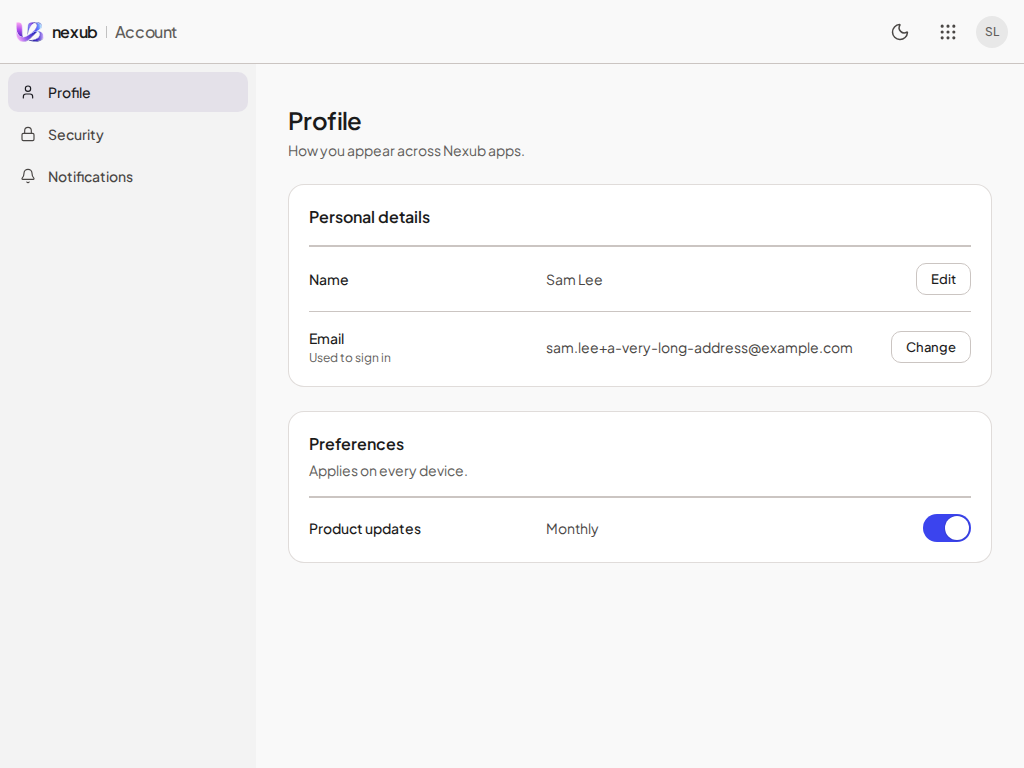 nexub | Account
SL
Profile
Security
Notifications
Profile
How you appear across Nexub apps.
Personal details
Name
Sam Lee
Edit
Email
Used to sign in
sam.lee+a-very-long-address@example.com
Change
Preferences
Applies on every device.
Product updates
Monthly